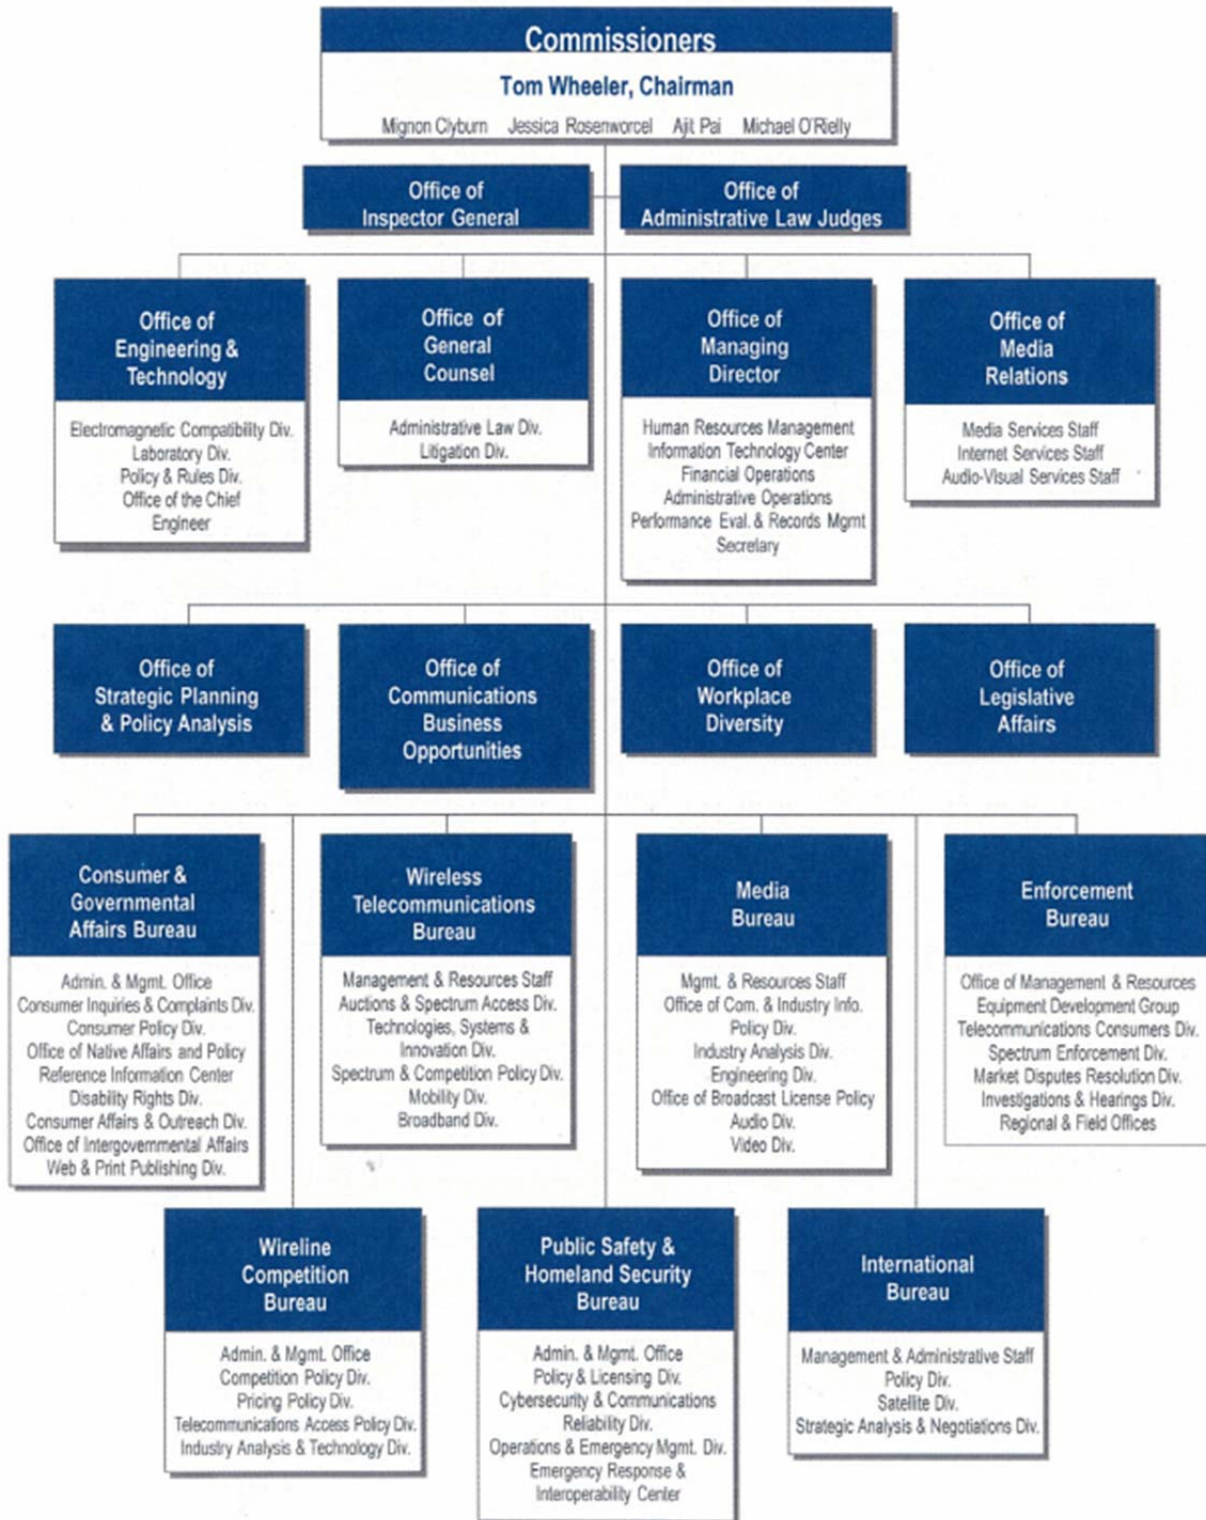 Commissioners
Tom Wheeler, Chairman
Mignon Clyburn Jessica Rosenworcel Ajit Pai Michael O'Rielly
Office of
Inspector General
Office of
Administrative Law Judges
Office of
Engineering &
Technology
Electromagnetic Compatibility Div.
Laboratory Div.
Policy & Rules Div.
Office of the Chief
Engineer
Office of
General
Counsel
Administrative Law Div.
Litigation Div.
Office of
Managing
Director
Human Resources Management
Information Technology Center
Financial Operations
Administrative Operations
Performance Eval. & Records Mgmt
Secretary
Office of
Media
Relations
Media Services Staff
Internet Services Staff
Audio-Visual Services Staff
Office of
Strategic Planning
& Policy Analysis
Office of
Communications
Business
Opportunities
Office of
Workplace
Diversity
Office of
Legislative
Affairs
Consumer &
Governmental
Affairs Bureau
Admin. & Mgmt. Office
Consumer Inquiries & Complaints Div.
Consumer Policy Div.
Office of Native Affairs and Policy
Reference Information Center
Disability Rights Div.
Consumer Affairs & Outreach Div.
Office of Intergovernmental Affairs
Web & Print Publishing Div.
Wireless
Telecommunications
Bureau
Management & Resources Staff
Auctions & Spectrum Access Div.
Technologies, Systems &
Innovation Div.
Spectrum & Competition Policy Div.
Mobility Div.
Broadband Div.
Media
Bureau
Mgmt. & Resources Staff
Office of Com. & Industry Info.
Policy Div.
Industry Analysis Div.
Engineering Div.
Office of Broadcast License Policy
Audio Div.
Video Div.
Enforcement
Bureau
Office of Management & Resources
Equipment Development Group
Telecommunications Consumers Div.
Spectrum Enforcement Div.
Market Disputes Resolution Div.
Investigations & Hearings Div.
Regional & Field Offices
Wireline
Competition
Bureau
Admin. & Mgmt. Office
Competition Policy Div.
Pricing Policy Div.
Telecommunications Access Policy Div.
Industry Analysis & Technology Div.
Public Safety &
Homeland Security
Bureau
Admin. & Mgmt. Office
Policy & Licensing Div.
Cybersecurity & Communications
Reliability Div.
Operations & Emergency Mgmt. Div.
Emergency Response &
Interoperability Center
International
Bureau
Management & Administrative Staff
Policy Div.
Satellite Div.
Strategic Analysis & Negotiations Div.